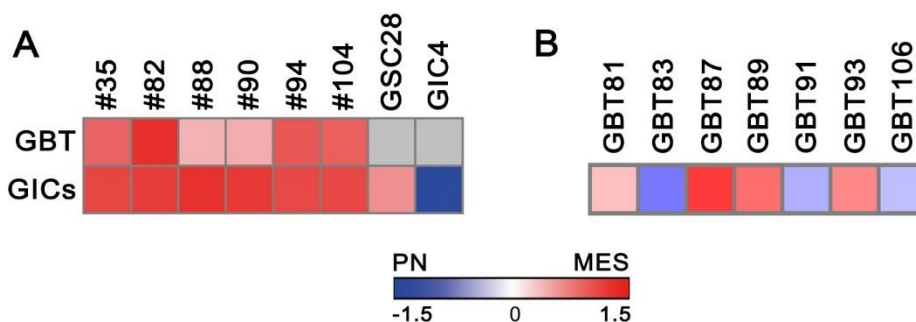 A
#35 #82 #88 #90 #94 #104 GSC28 GIC4
GBT
GICs
B
GBT81 GBT83 GBT87 GBT89 GBT91 GBT93 GBT106
PN MES
-1.5 0 1.5